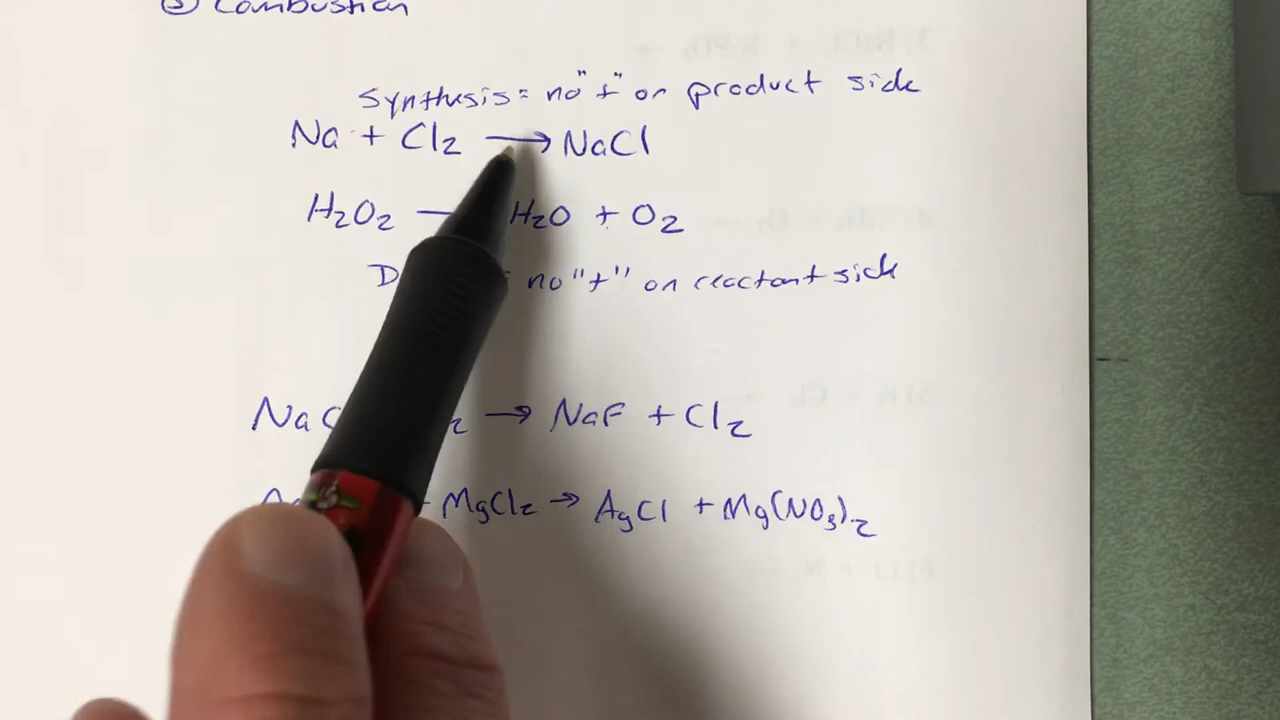 ⑤ Combustion
Synthesis: no "+" on product side
Na + Cl₂ → NaCl
H₂O₂ → H₂O + O₂
no "+" on reactant side
→ NaF + Cl₂
+ MgCl₂ → AgCl + Mg(NO₃)₂